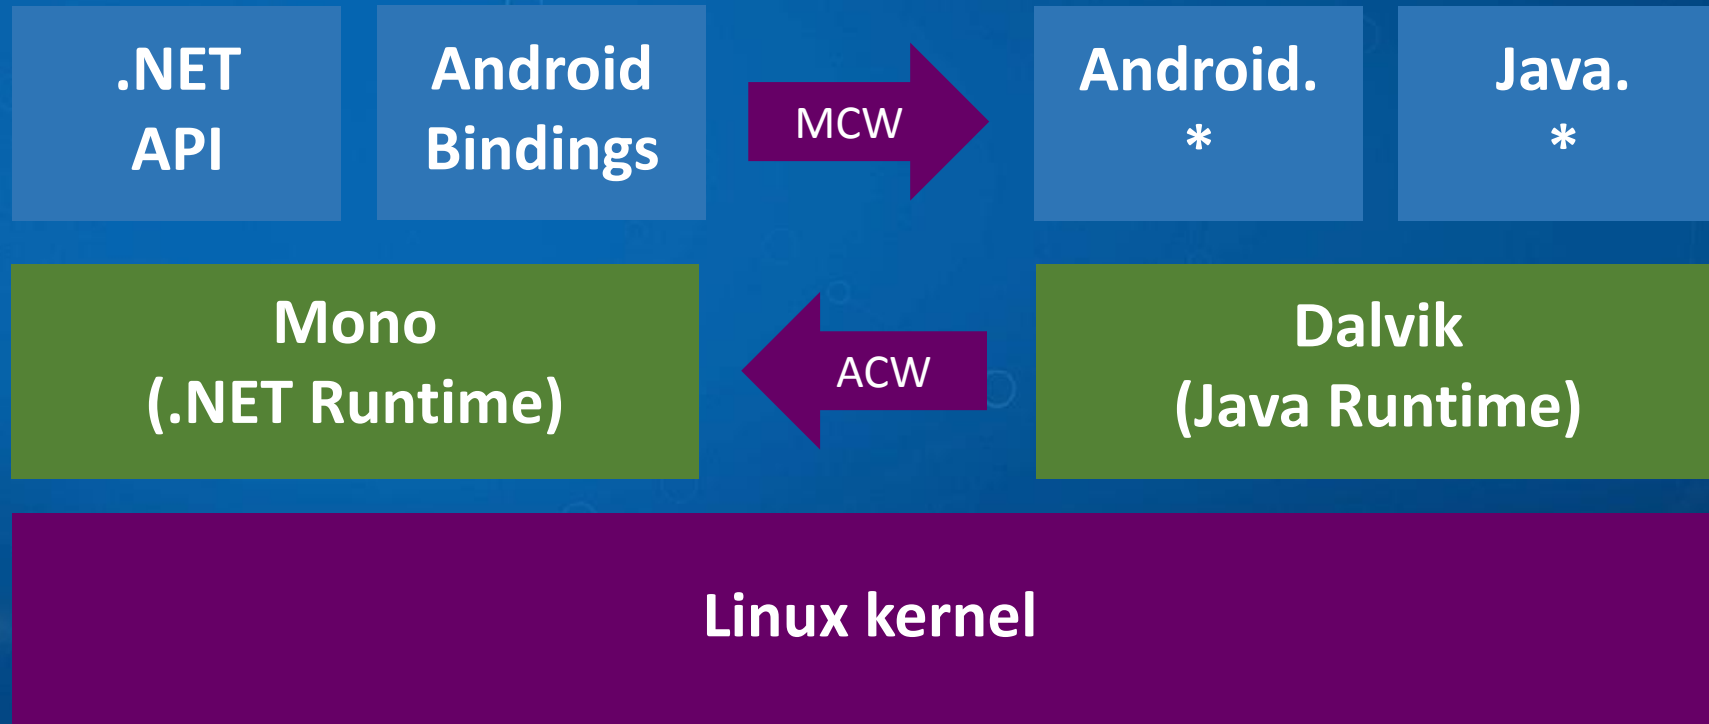 .NET
API
Android
Bindings
MCW
Android.
*
Java.
*
Mono
(.NET Runtime)
ACW
Dalvik
(Java Runtime)
Linux kernel